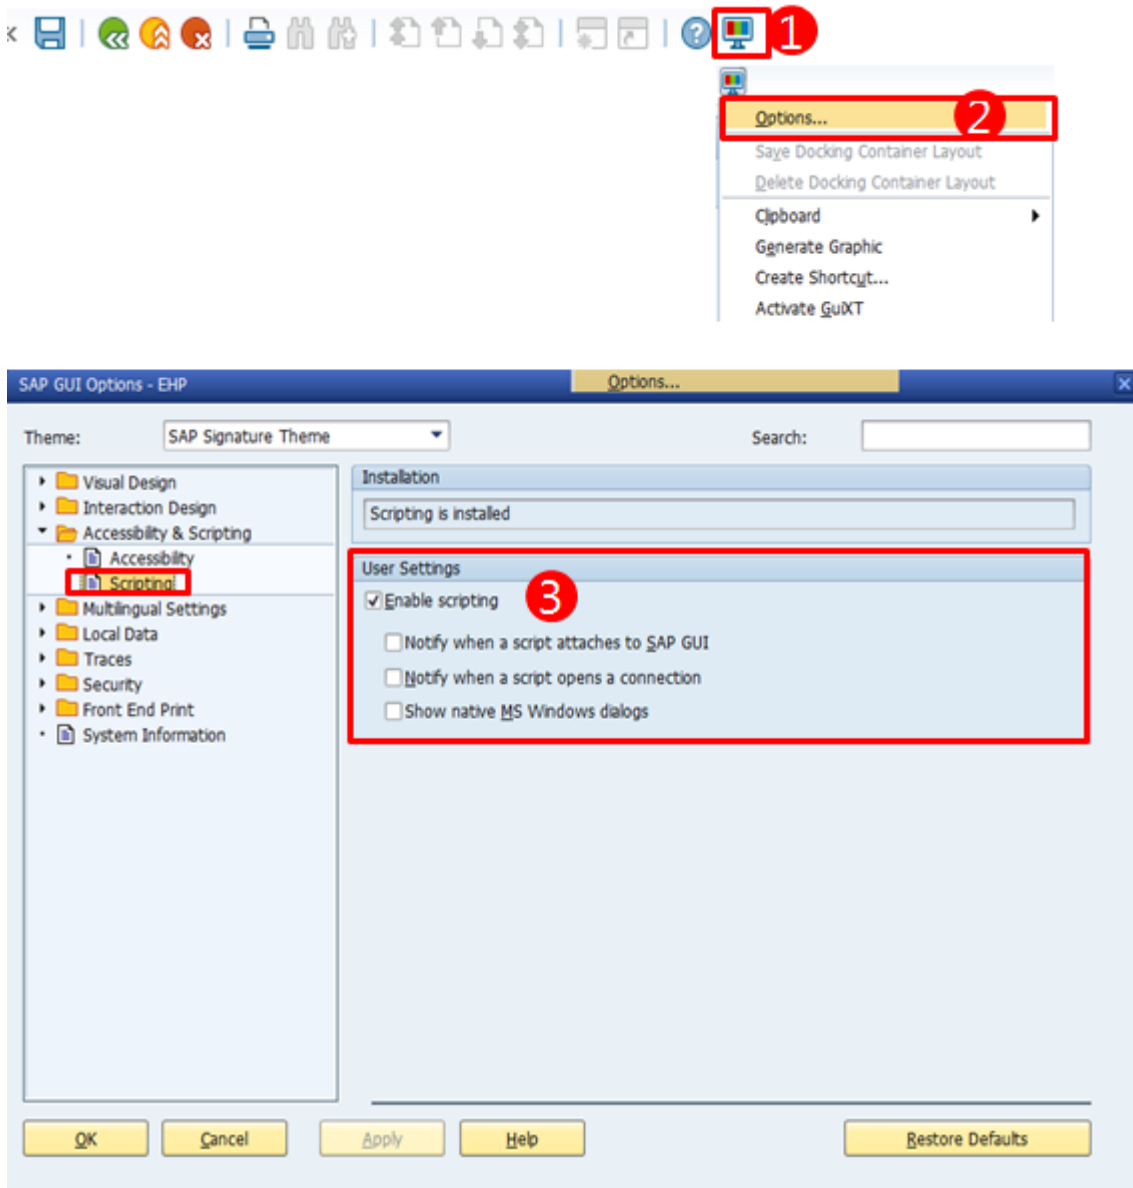 1
2
Options...
Save Docking Container Layout
Delete Docking Container Layout
Clipboard
Generate Graphic
Create Shortcut...
Activate GuiXT
SAP GUI Options - EHP
Options...
Theme:
SAP Signature Theme
Search:
Visual Design
Interaction Design
Accessibility & Scripting
Accessibility
Scripting
Multilingual Settings
Local Data
Traces
Security
Front End Print
System Information
Installation
Scripting is installed
User Settings
Enable scripting
3
Notify when a script attaches to SAP GUI
Notify when a script opens a connection
Show native MS Windows dialogs
OK
Cancel
Apply
Help
Restore Defaults